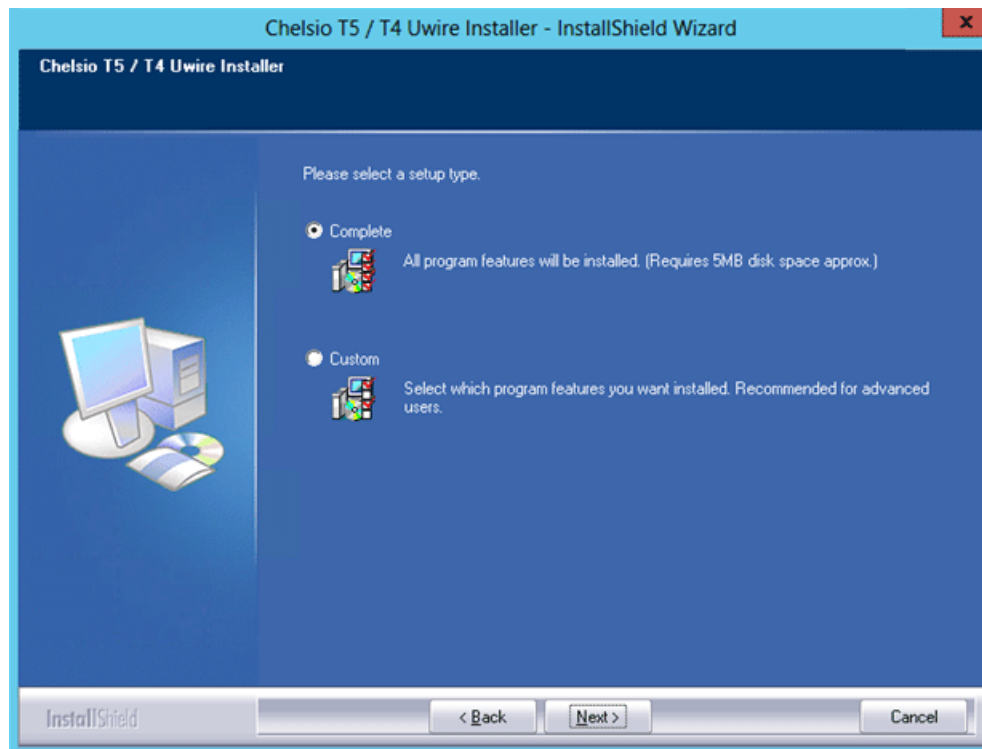 Chelsio T5 / T4 Uwire Installer - InstallShield Wizard
x
Chelsio T5 / T4 Uwire Installer
Please select a setup type.
Complete
All program features will be installed. (Requires 5MB disk space approx.)
Custom
Select which program features you want installed. Recommended for advanced
users.
InstallShield
< Back
Next >
Cancel